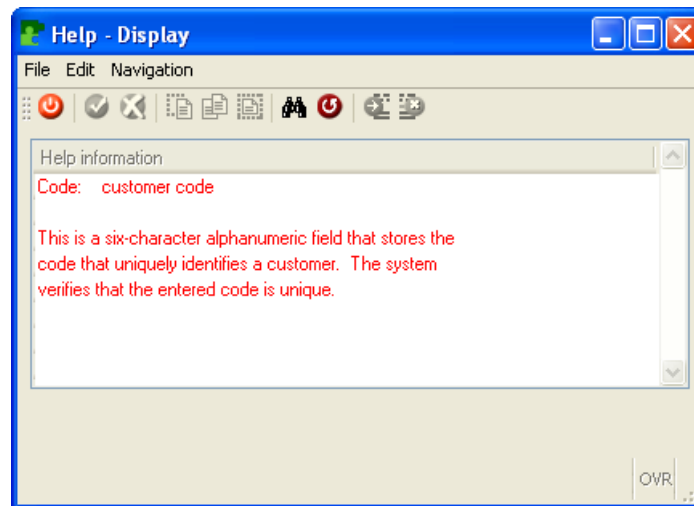 Help - Display
File Edit Navigation
Help information
Code: customer code
This is a six-character alphanumeric field that stores the
code that uniquely identifies a customer. The system
verifies that the entered code is unique.
OVR